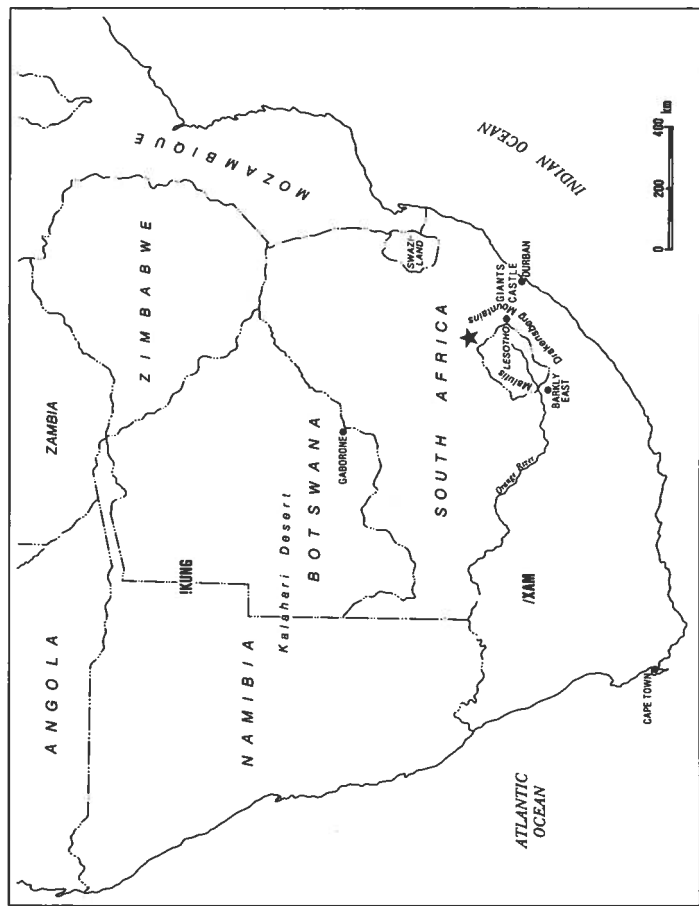 ANGOLA
ZAMBIA
ZIMBABWE
MOZAMBIQUE
!KUNG
NAMIBIA
Kalahari Desert
BOTSWANA
GABORONE
SWAZI-
LAND
SOUTH AFRICA
Orange River
/XAM
Malutis
LESOTHO
Drakensberg Mountains
GIANTS
CASTLE
DURBAN
BARKLY
EAST
CAPE TOWN
ATLANTIC
OCEAN
INDIAN OCEAN
0 200 400
km